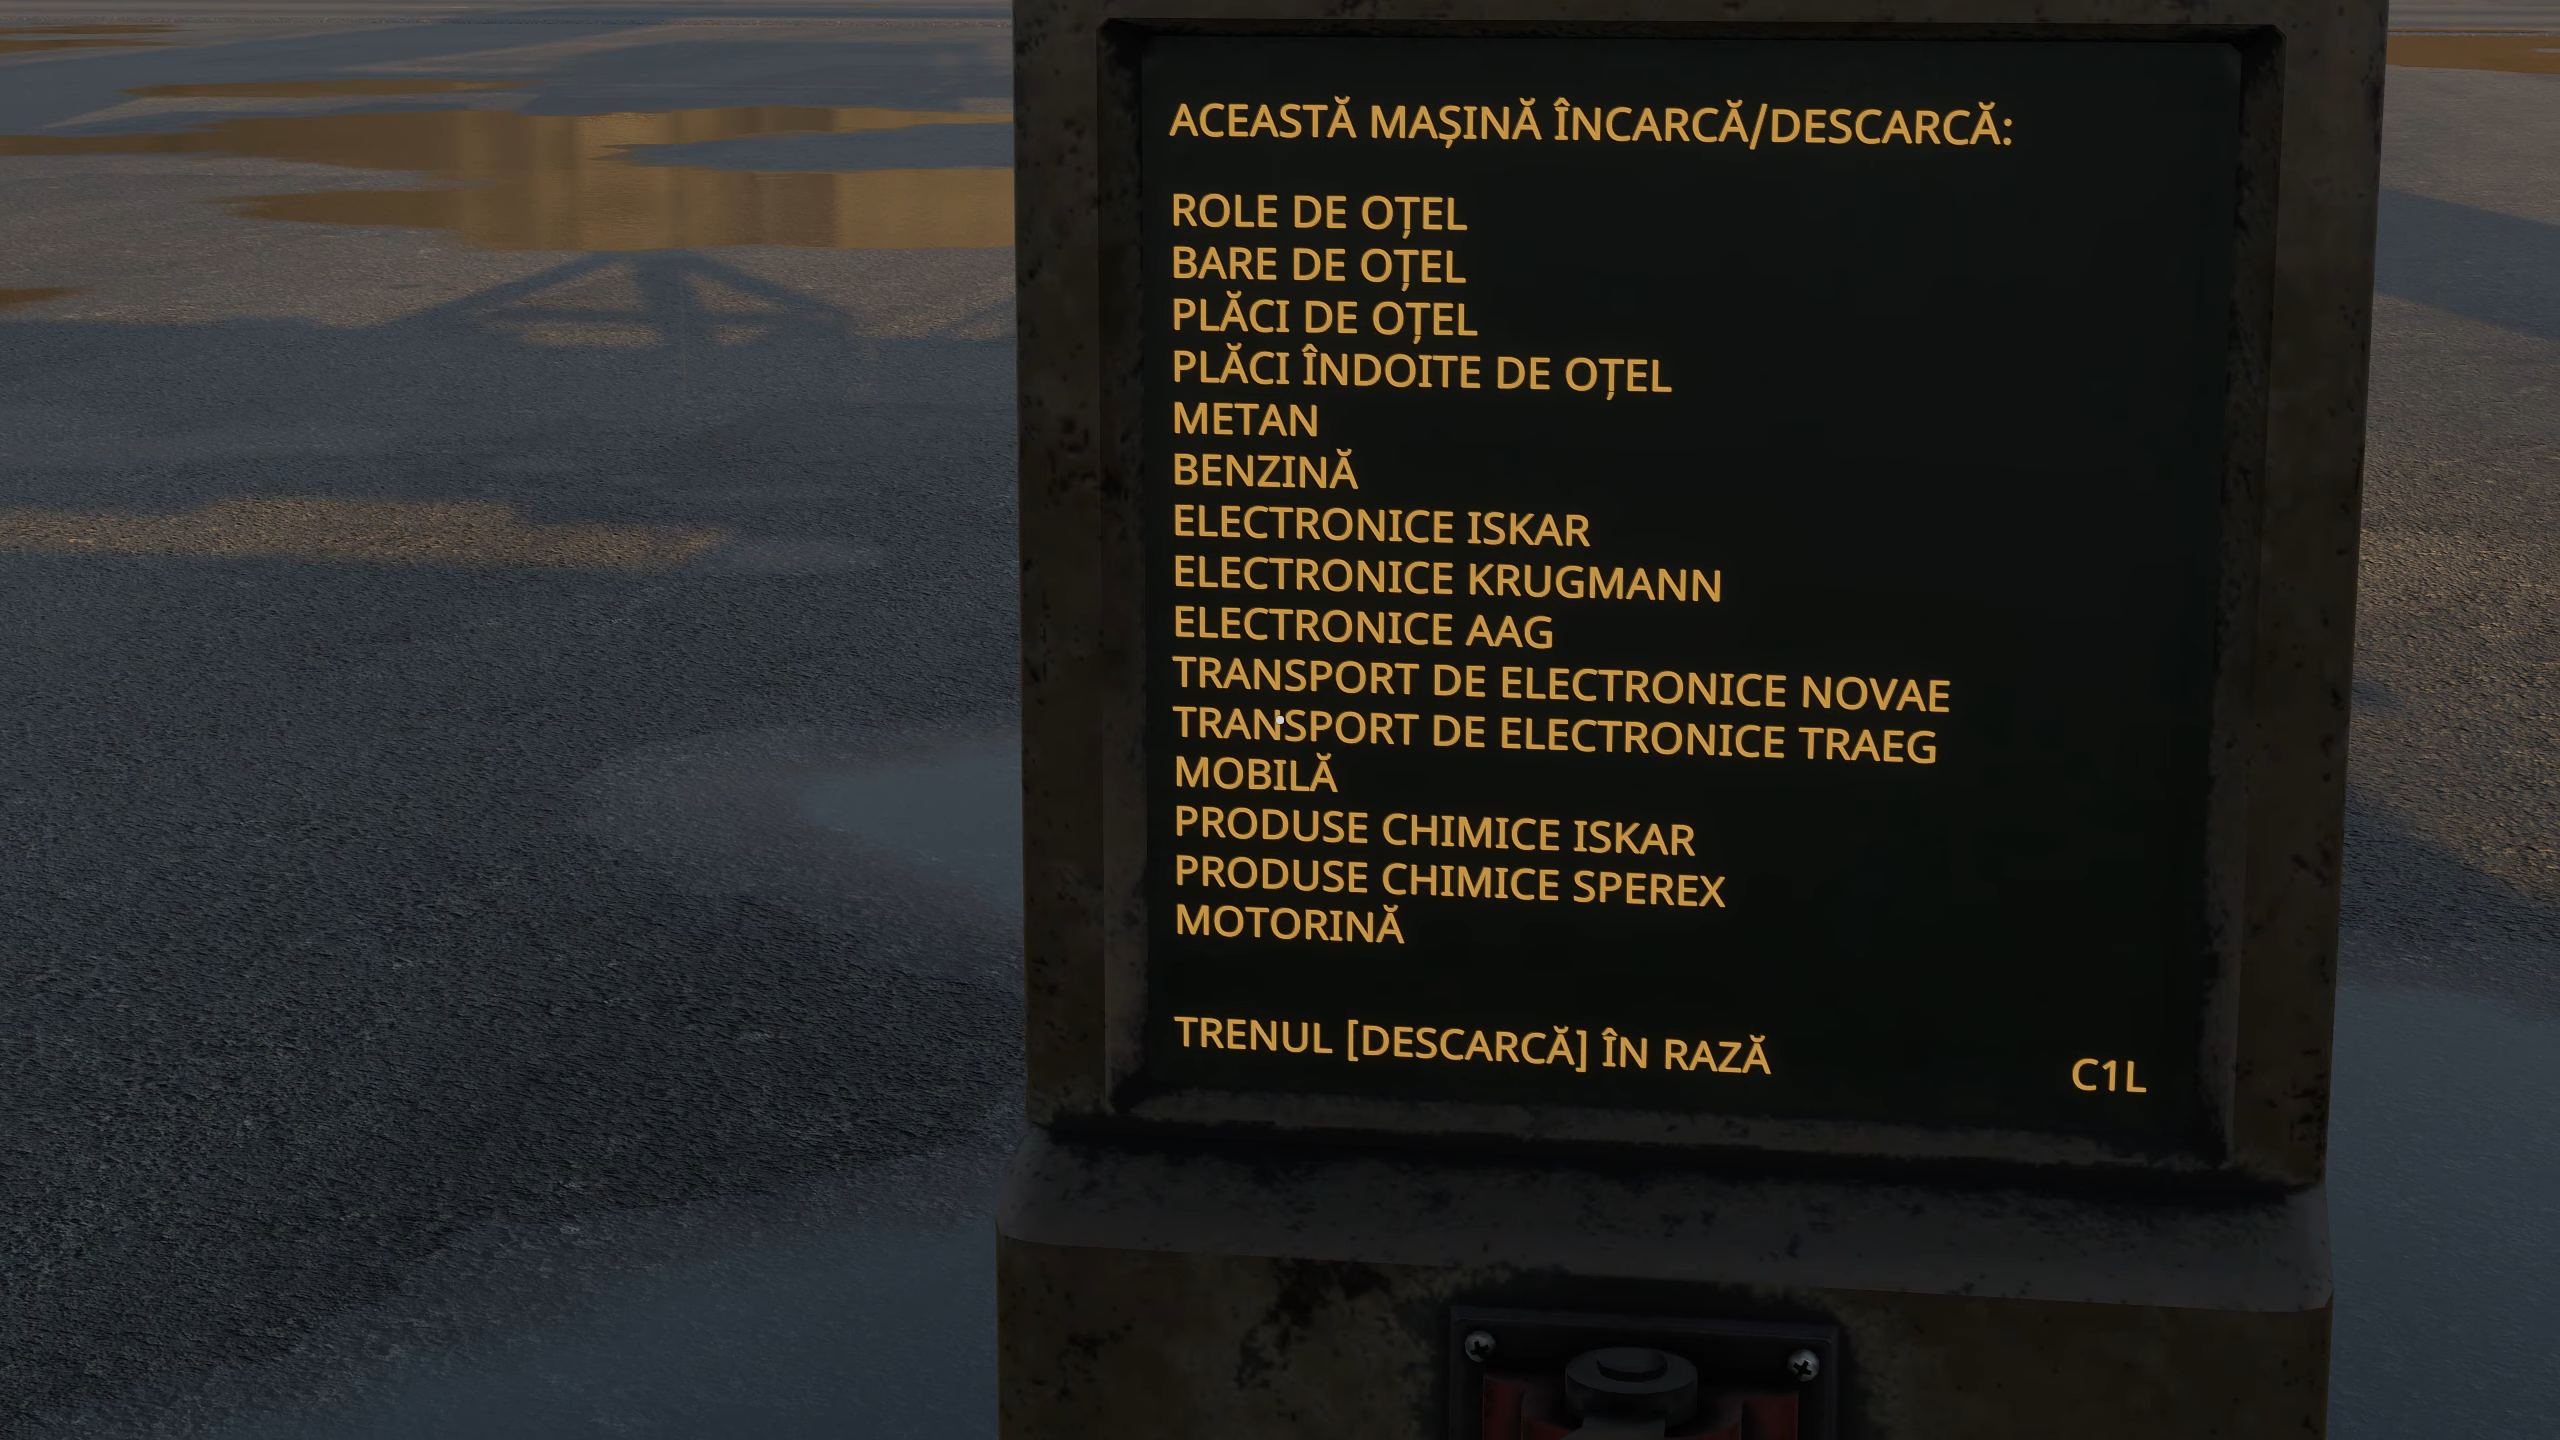 ACEASTĂ MAȘINĂ ÎNCARCĂ/DESCARCĂ:
ROLE DE OȚEL
BARE DE OȚEL
PLĂCI DE OȚEL
PLĂCI ÎNDOITE DE OȚEL
METAN
BENZINĂ
ELECTRONICE ISKAR
ELECTRONICE KRUGMANN
ELECTRONICE AAG
TRANSPORT DE ELECTRONICE NOVAE
TRANSPORT DE ELECTRONICE TRAEG
MOBILĂ
PRODUSE CHIMICE ISKAR
PRODUSE CHIMICE SPEREX
MOTORINĂ
TRENUL [DESCARCĂ] ÎN RAZĂ
C1L